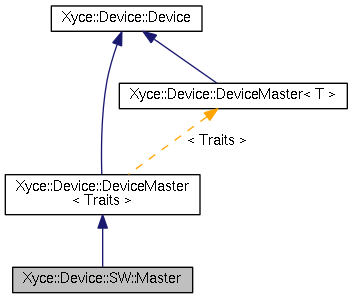 Xyce::Device::Device
Xyce::Device::DeviceMaster< T >
< Traits >
Xyce::Device::DeviceMaster
< Traits >
Xyce::Device::SW::Master